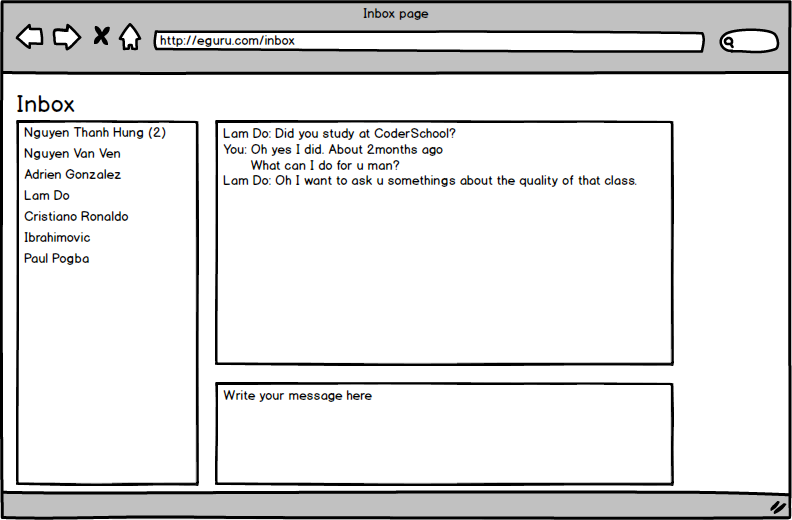 Inbox page
http://eguru.com/inbox
Inbox
Nguyen Thanh Hung (2)
Nguyen Van Ven
Adrien Gonzalez
Lam Do
Cristiano Ronaldo
Ibrahimovic
Paul Pogba
Lam Do: Did you study at CoderSchool?
You: Oh yes I did. About 2months ago
What can I do for u man?
Lam Do: Oh I want to ask u somethings about the quality of that class.
Write your message here